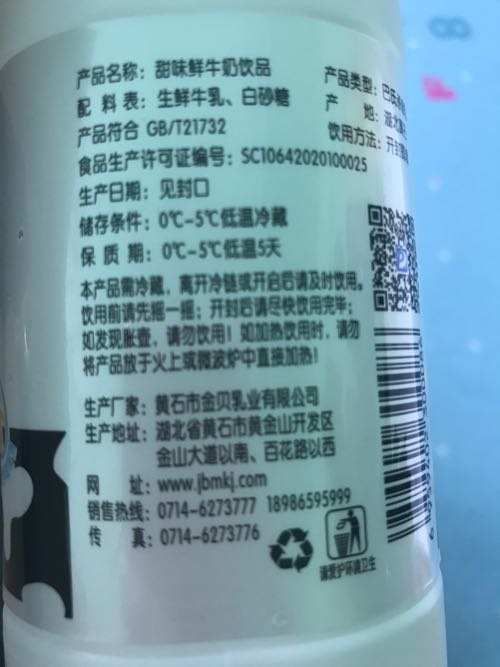 产品名称：甜味鲜牛奶饮品
配 料 表：生鲜牛乳、白砂糖
产品符合 GB/T21732
食品生产许可证编号：SC10642020100025
生产日期：见封口
储存条件：0℃-5℃低温冷藏
保 质 期：0℃-5℃低温5天
产品类型：巴氏
产 地：湖北
饮用方法：开封
本产品需冷藏，离开冷链或开启后请及时饮用。
饮用前请先摇一摇；开封后请尽快饮用完毕；
如发现胀壶，请勿饮用！如加热饮用时，请勿
将产品放于火上或微波炉中直接加热！
生产厂家：黄石市金贝乳业有限公司
生产地址：湖北省黄石市黄金山开发区
金山大道以南、百花路以西
网 址：www.jbmkj.com
销售热线：0714-6273777 18986595999
传 真：0714-6273776
请爱护环境卫生